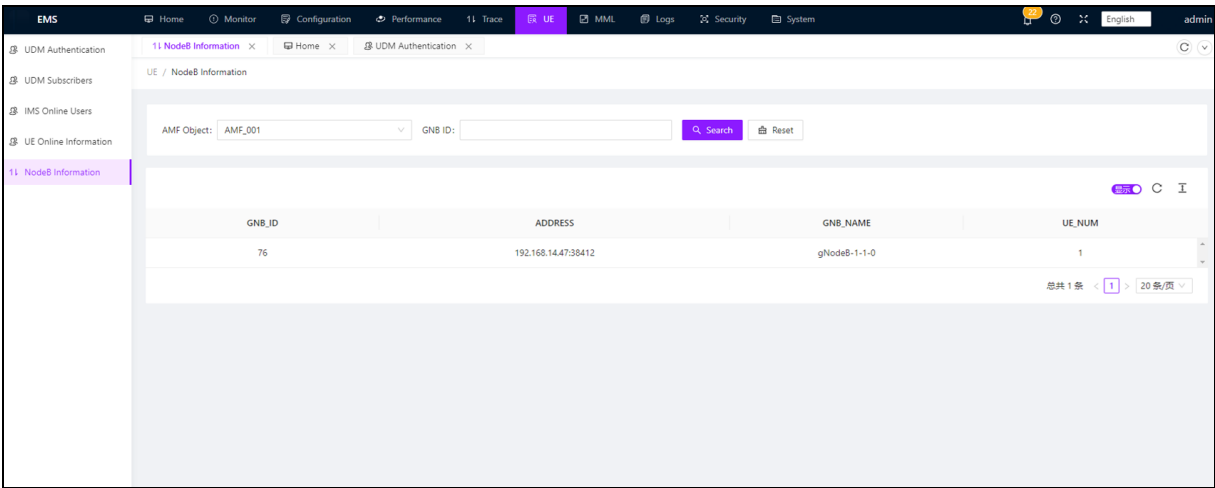 EMS Home Monitor Configuration Performance Trace UE MML Logs Security System 22 English admin
UDM Authentication
UDM Subscribers
IMS Online Users
UE Online Information
NodeB Information
NodeB Information Home UDM Authentication
UE / NodeB Information
AMF Object: AMF_001 GNB ID: Search Reset
显示
GNB_ID ADDRESS GNB_NAME UE_NUM
76 192.168.14.47:38412 gNodeB-1-1-0 1
总共 1 条 < 1 > 20 条/页